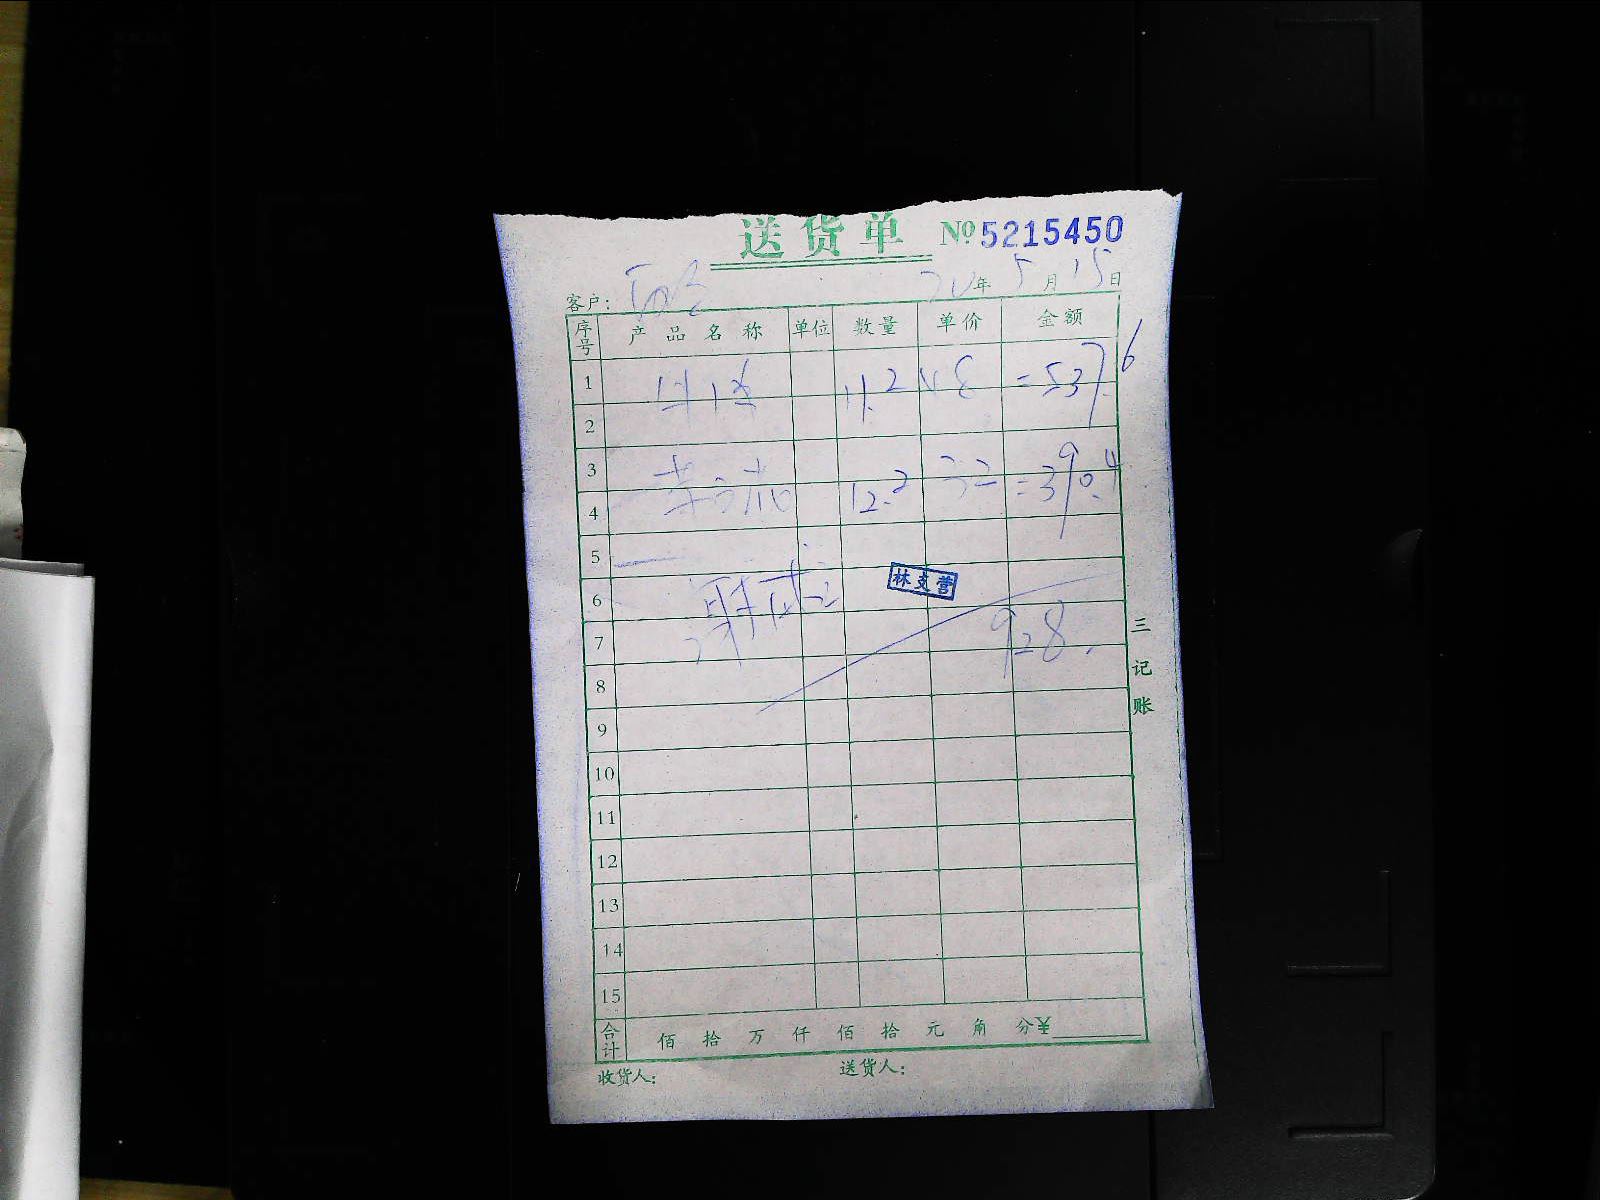 送货单 №5215450
客户： 20年5月15日
序号 产品名称 单位 数量 单价 金额
1 11.2 48 =537.6
2
3
4 12.2 32 =390.4
5
6 林支营
7 928.
8
9
10
11
12
13
14
15
合计 佰 拾 万 仟 佰 拾 元 角 分 ¥
收货人： 送货人：
三记账